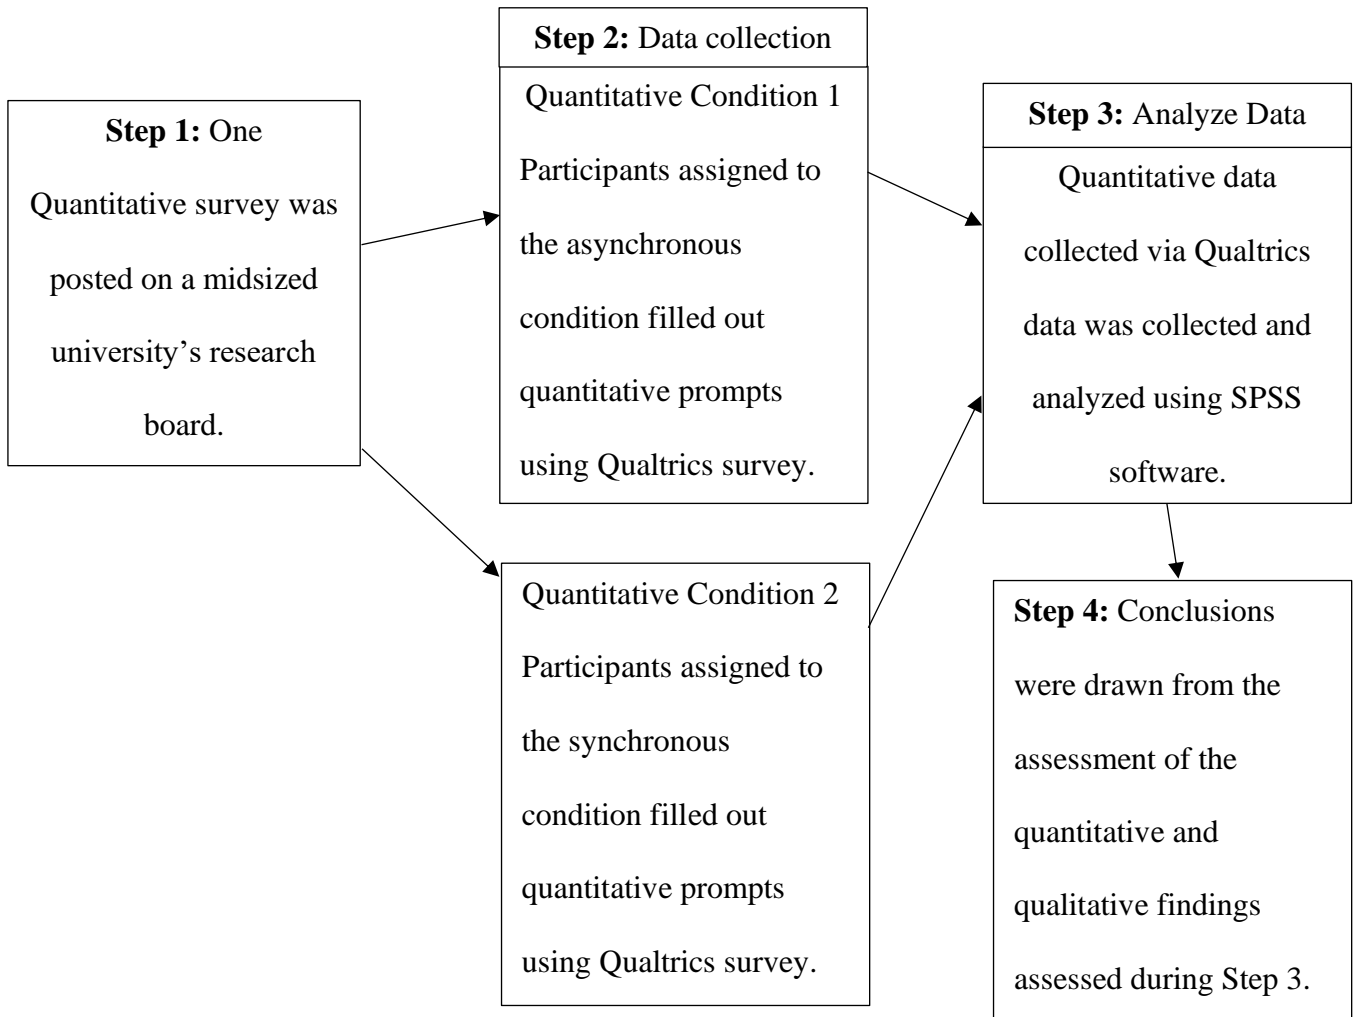 Step 1: One
Quantitative survey was
posted on a midsized
university’s research
board.
Step 2: Data collection
Quantitative Condition 1
Participants assigned to
the asynchronous
condition filled out
quantitative prompts
using Qualtrics survey.
Quantitative Condition 2
Participants assigned to
the synchronous
condition filled out
quantitative prompts
using Qualtrics survey.
Step 3: Analyze Data
Quantitative data
collected via Qualtrics
data was collected and
analyzed using SPSS
software.
Step 4: Conclusions
were drawn from the
assessment of the
quantitative and
qualitative findings
assessed during Step 3.